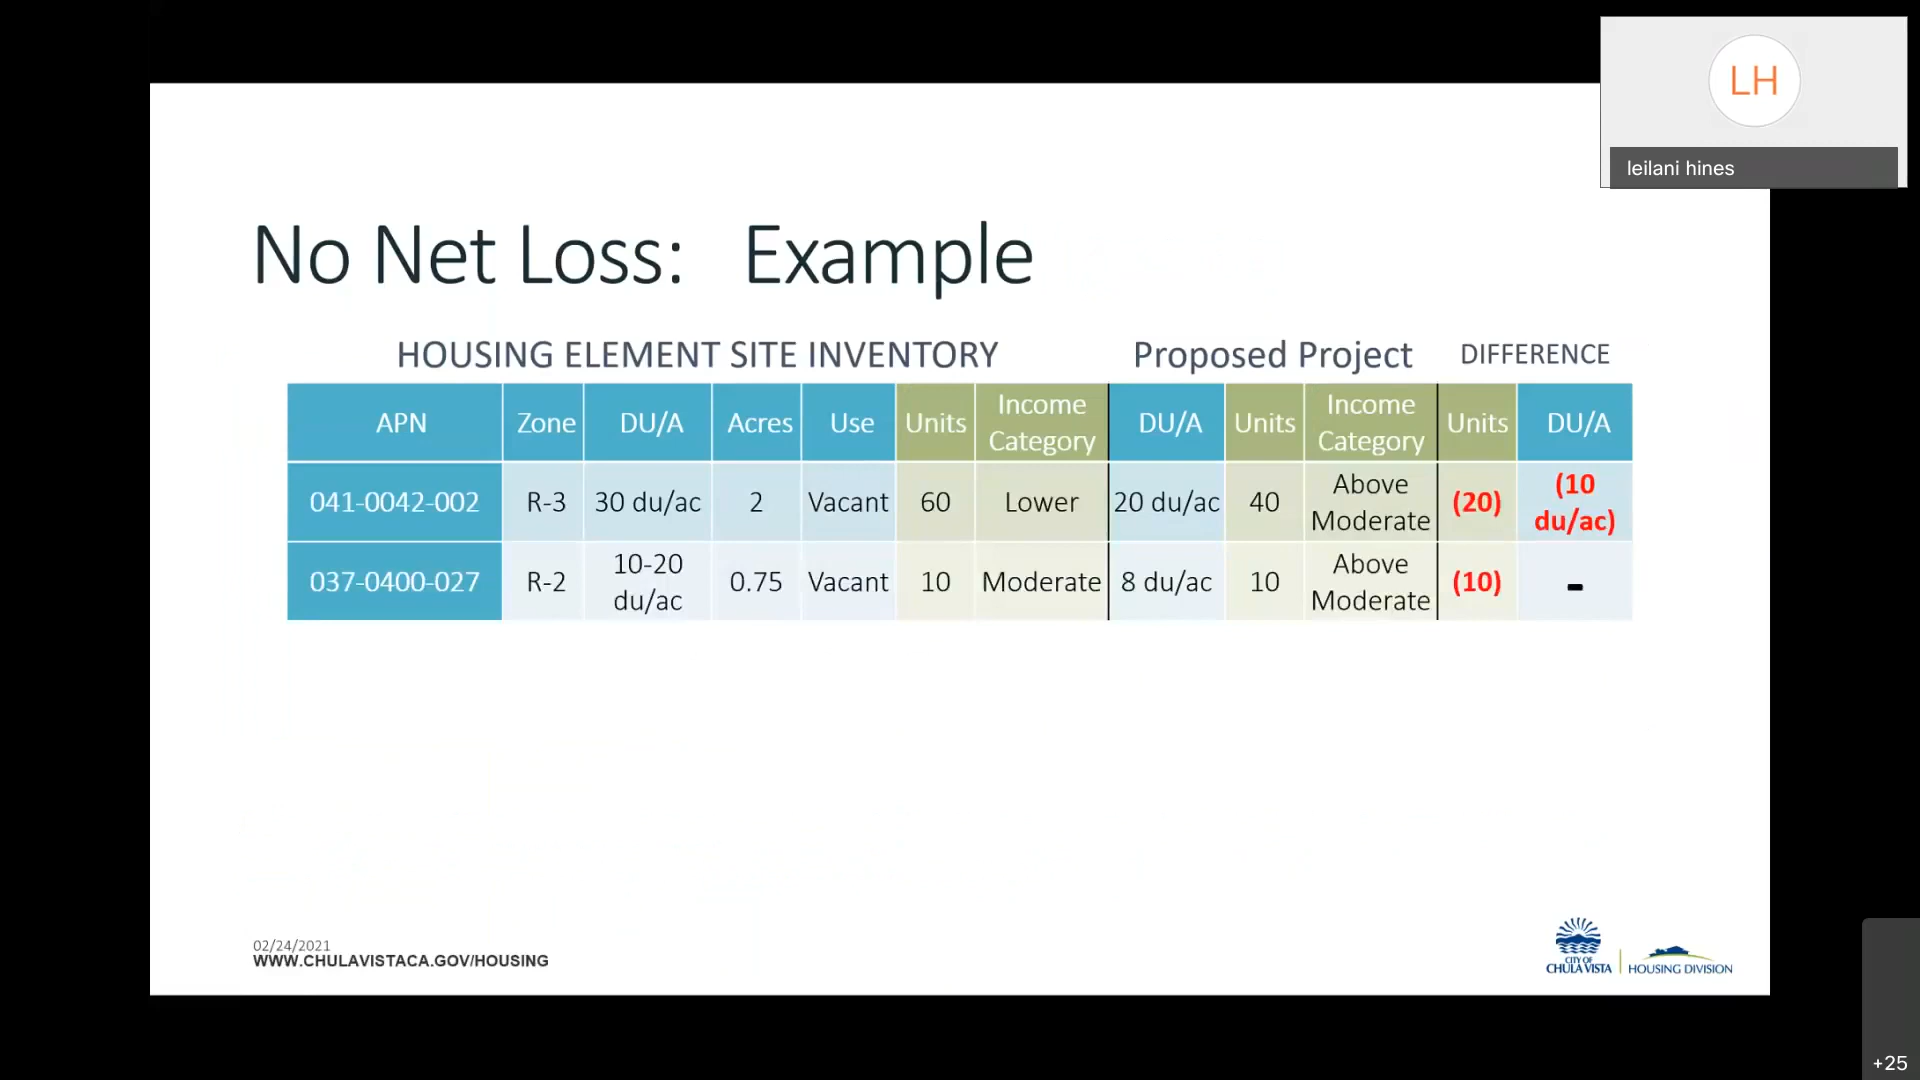 LH
leilani hines
No Net Loss: Example
HOUSING ELEMENT SITE INVENTORY Proposed Project DIFFERENCE
APN Zone DU/A Acres Use Units Income Category DU/A Units Income Category Units DU/A
041-0042-002 R-3 30 du/ac 2 Vacant 60 Lower 20 du/ac 40 Above Moderate (20) (10 du/ac)
037-0400-027 R-2 10-20 du/ac 0.75 Vacant 10 Moderate 8 du/ac 10 Above Moderate (10) -
02/24/2021
WWW.CHULAVISTACA.GOV/HOUSING
CITY OF
CHULA VISTA HOUSING DIVISION
+25